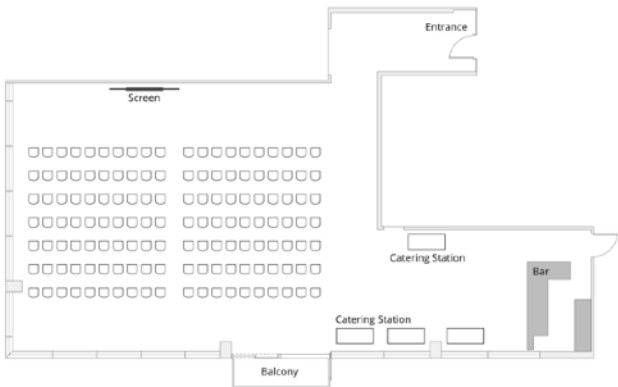 Entrance
Screen
Catering Station
Bar
Catering Station
Balcony